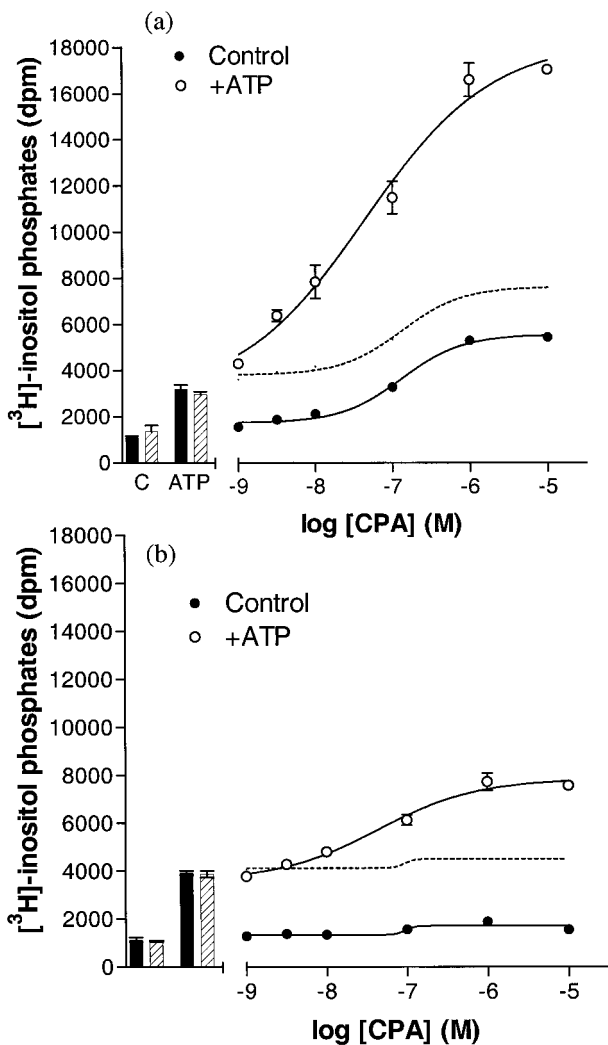 (a)
Control
+ATP
[³H]-inositol phosphates (dpm)
18000
16000
14000
12000
10000
8000
6000
4000
2000
0
C ATP
-9 -8 -7 -6 -5
log [CPA] (M)
(b)
Control
+ATP
[³H]-inositol phosphates (dpm)
18000
16000
14000
12000
10000
8000
6000
4000
2000
0
-9 -8 -7 -6 -5
log [CPA] (M)